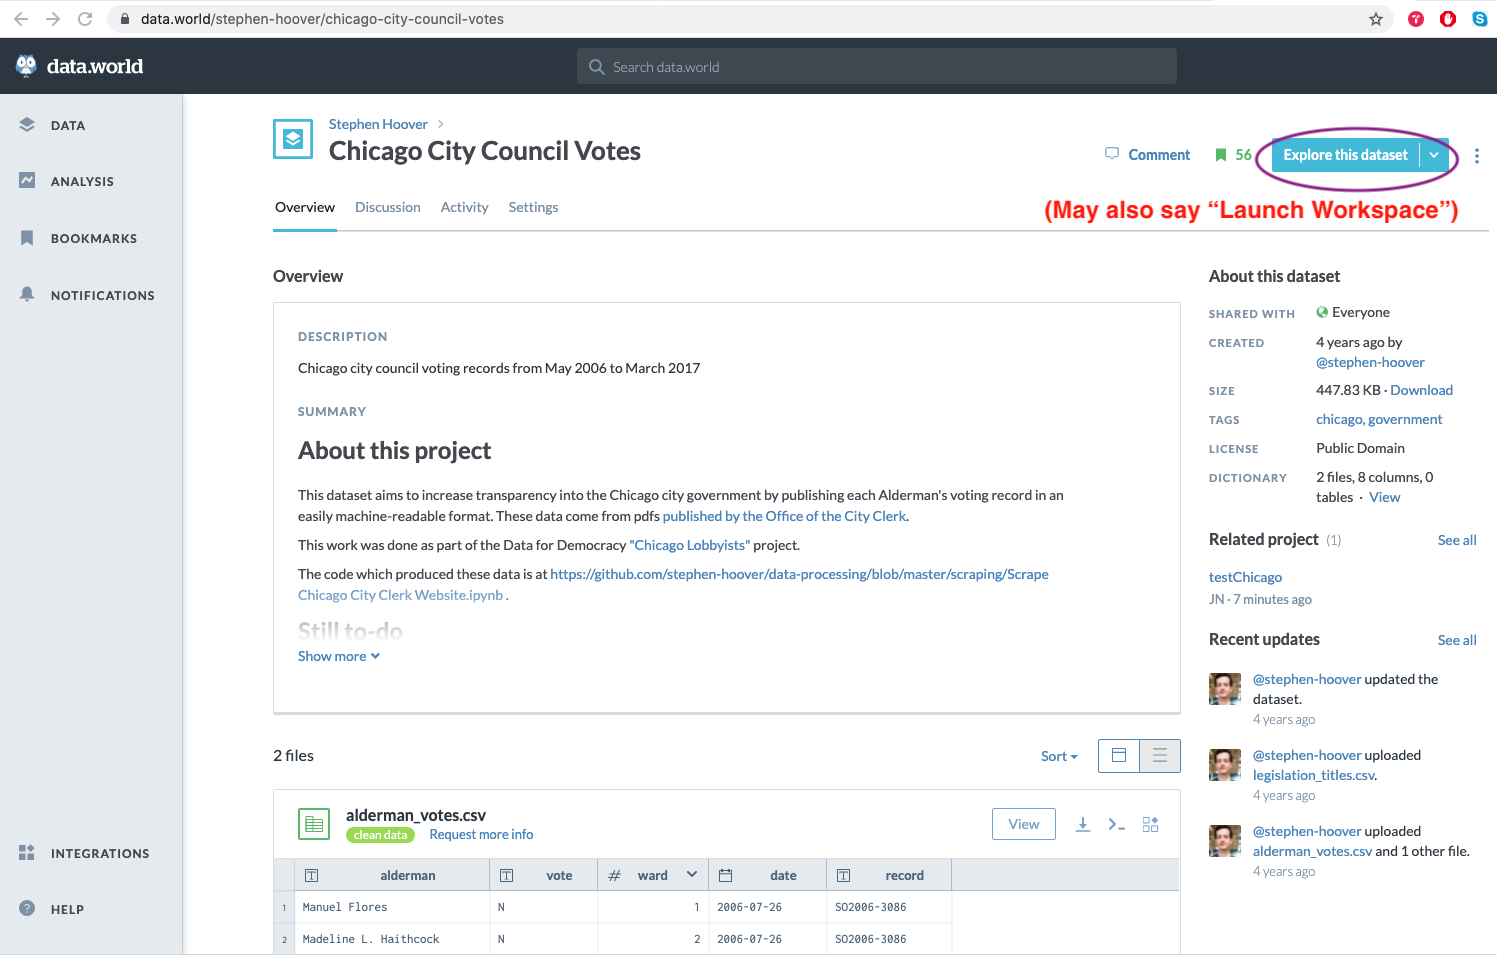 data.world/stephen-hoover/chicago-city-council-votes
data.world
Search data.world
DATA
ANALYSIS
BOOKMARKS
NOTIFICATIONS
INTEGRATIONS
HELP
Stephen Hoover
Chicago City Council Votes
Comment
56
Explore this dataset
(May also say “Launch Workspace”)
Overview Discussion Activity Settings
Overview
DESCRIPTION
Chicago city council voting records from May 2006 to March 2017
SUMMARY
About this project
This dataset aims to increase transparency into the Chicago city government by publishing each Alderman's voting record in an
easily machine-readable format. These data come from pdfs published by the Office of the City Clerk.
This work was done as part of the Data for Democracy "Chicago Lobbyists" project.
The code which produced these data is at https://github.com/stephen-hoover/data-processing/blob/master/scraping/Scrape
Chicago City Clerk Website.ipynb .
Still to-do
Show more
2 files
Sort
alderman_votes.csv
clean data Request more info
View
alderman vote # ward date record
1 Manuel Flores N 1 2006-07-26 SO2006-3086
2 Madeline L. Haithcock N 2 2006-07-26 SO2006-3086
About this dataset
SHARED WITH Everyone
CREATED 4 years ago by
@stephen-hoover
SIZE 447.83 KB · Download
TAGS chicago, government
LICENSE Public Domain
DICTIONARY 2 files, 8 columns, 0
tables · View
Related project (1) See all
testChicago
JN · 7 minutes ago
Recent updates See all
@stephen-hoover updated the
dataset.
4 years ago
@stephen-hoover uploaded
legislation_titles.csv.
4 years ago
@stephen-hoover uploaded
alderman_votes.csv and 1 other file.
4 years ago